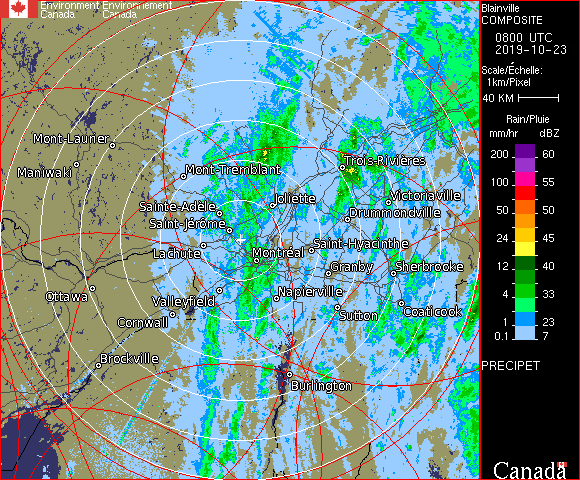 Environment Environnement
Canada Canada
Mont-Laurier
Maniwaki
Mont-Tremblant
Trois-Rivières
Sainte-Adèle
Joliette
Victoriaville
Saint-Jérôme
Drummondville
Lachute
Montréal
Saint-Hyacinthe
Granby
Sherbrooke
Ottawa
Valleyfield
Napierville
Cornwall
Sutton
Coaticook
Brockville
Burlington
Blainville
COMPOSITE
0800 UTC
2019-10-23
Scale/Échelle:
1km/Pixel
40 KM
Rain/Pluie
mm/hr dBZ
200 60
100 55
50 50
24 45
12 40
4 33
1 23
0.1 7
PRECIPET
Canada